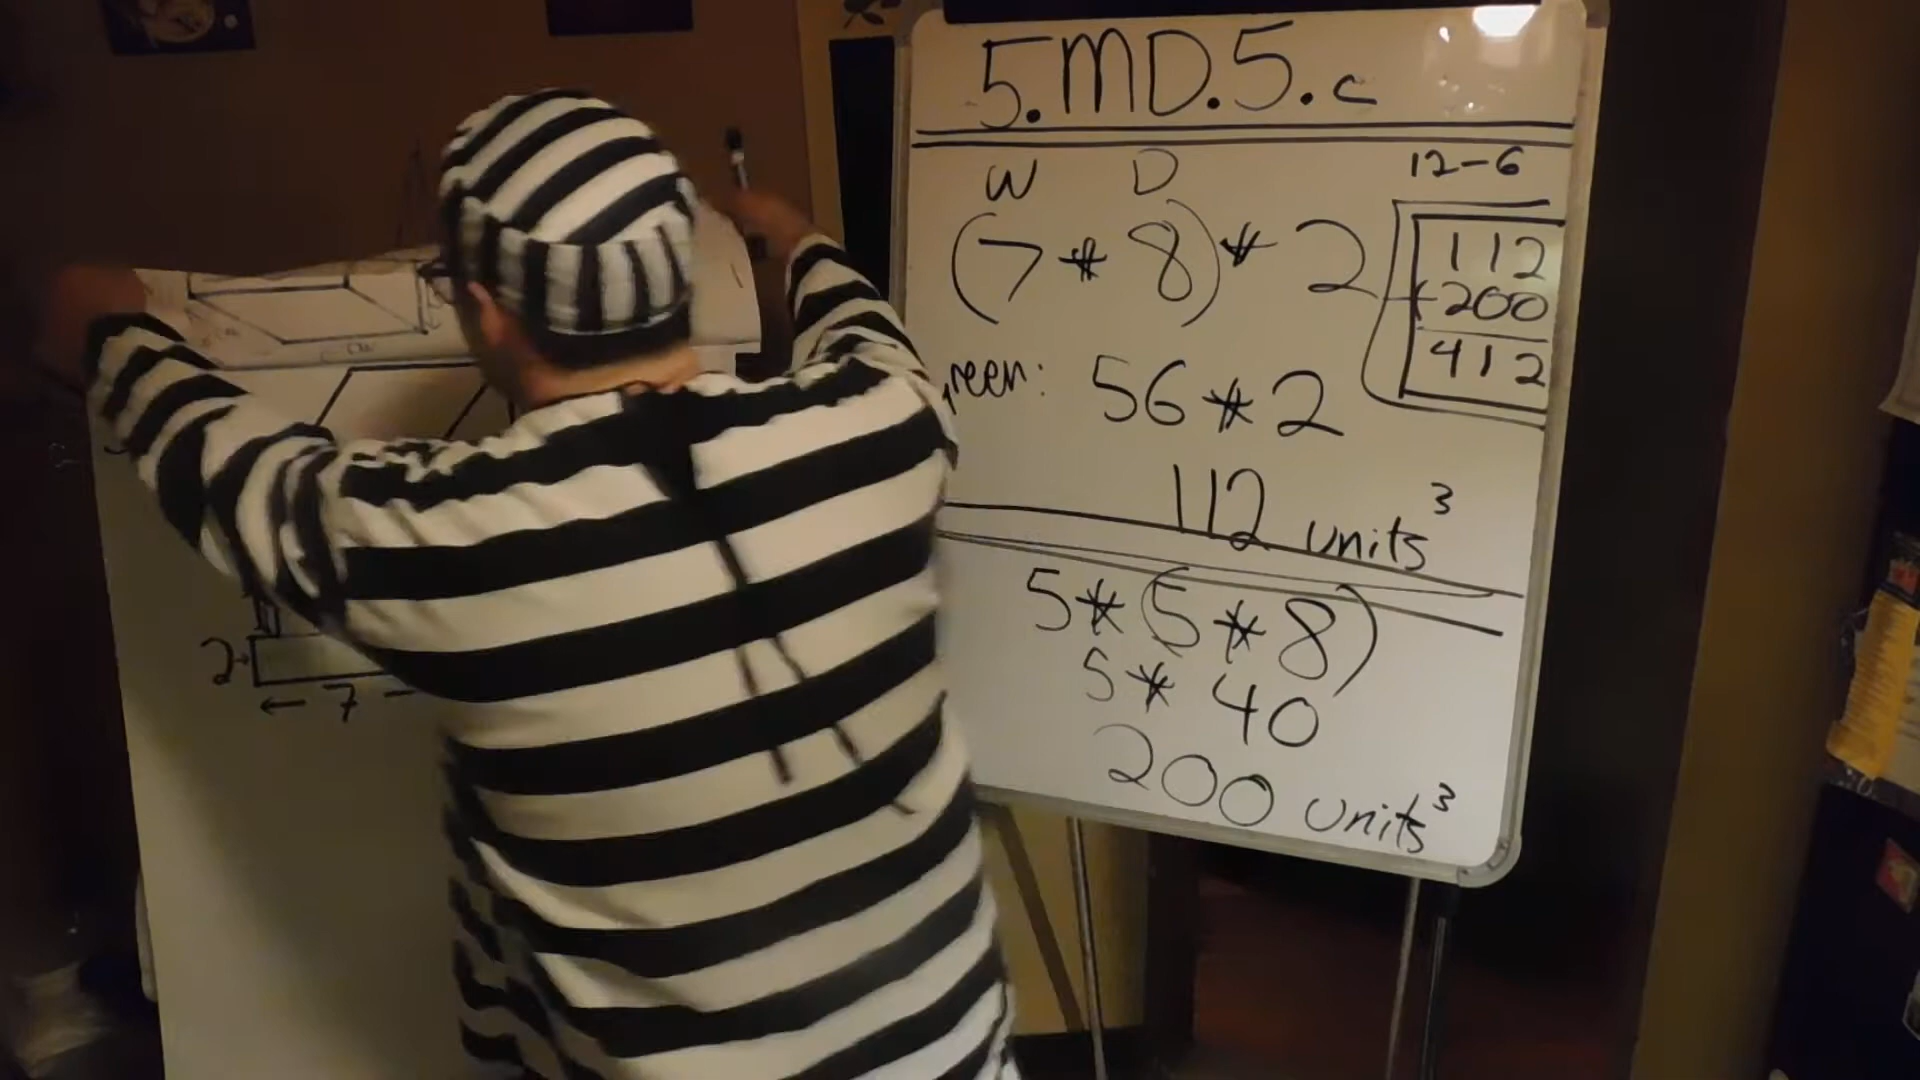 5.MD.5.c
W D
12-6
(7 * 8) * 2
112
+200
412
reen: 56 * 2
112 units³
5 * (5 * 8)
5 * 40
200 units³
2
← 7 -